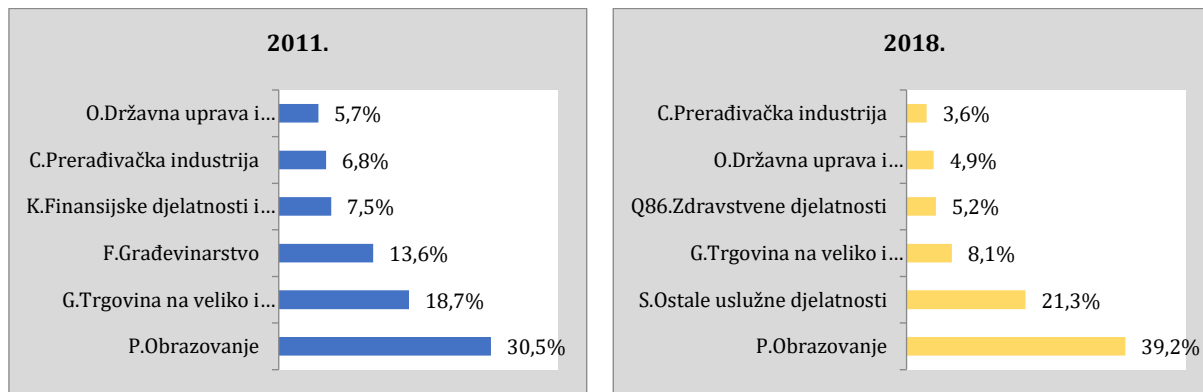 2011.
O.Državna uprava i... 5,7%
C.Prerađivačka industrija 6,8%
K.Finansijske djelatnosti i... 7,5%
F.Građevinarstvo 13,6%
G.Trgovina na veliko i... 18,7%
P.Obrazovanje 30,5%
2018.
C.Prerađivačka industrija 3,6%
O.Državna uprava i... 4,9%
Q86.Zdravstvene djelatnosti 5,2%
G.Trgovina na veliko i... 8,1%
S.Ostale uslužne djelatnosti 21,3%
P.Obrazovanje 39,2%